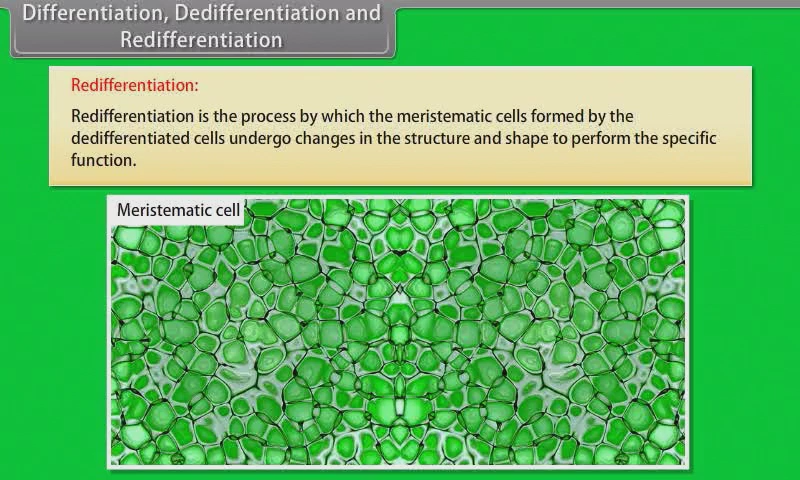 Differentiation, Dedifferentiation and
Redifferentiation
Redifferentiation:
Redifferentiation is the process by which the meristematic cells formed by the
dedifferentiated cells undergo changes in the structure and shape to perform the specific
function.
Meristematic cell